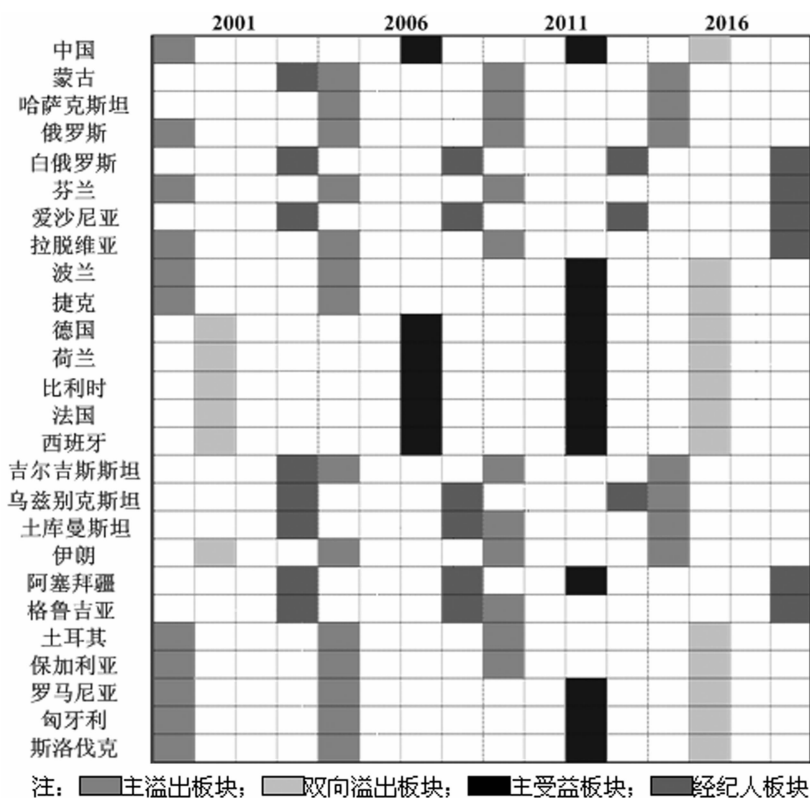 2001 2006 2011 2016
中国
蒙古
哈萨克斯坦
俄罗斯
白俄罗斯
芬兰
爱沙尼亚
拉脱维亚
波兰
捷克
德国
荷兰
比利时
法国
西班牙
吉尔吉斯斯坦
乌兹别克斯坦
土库曼斯坦
伊朗
阿塞拜疆
格鲁吉亚
土耳其
保加利亚
罗马尼亚
匈牙利
斯洛伐克
注： 主溢出板块； 双向溢出板块； 主受益板块； 经纪人板块